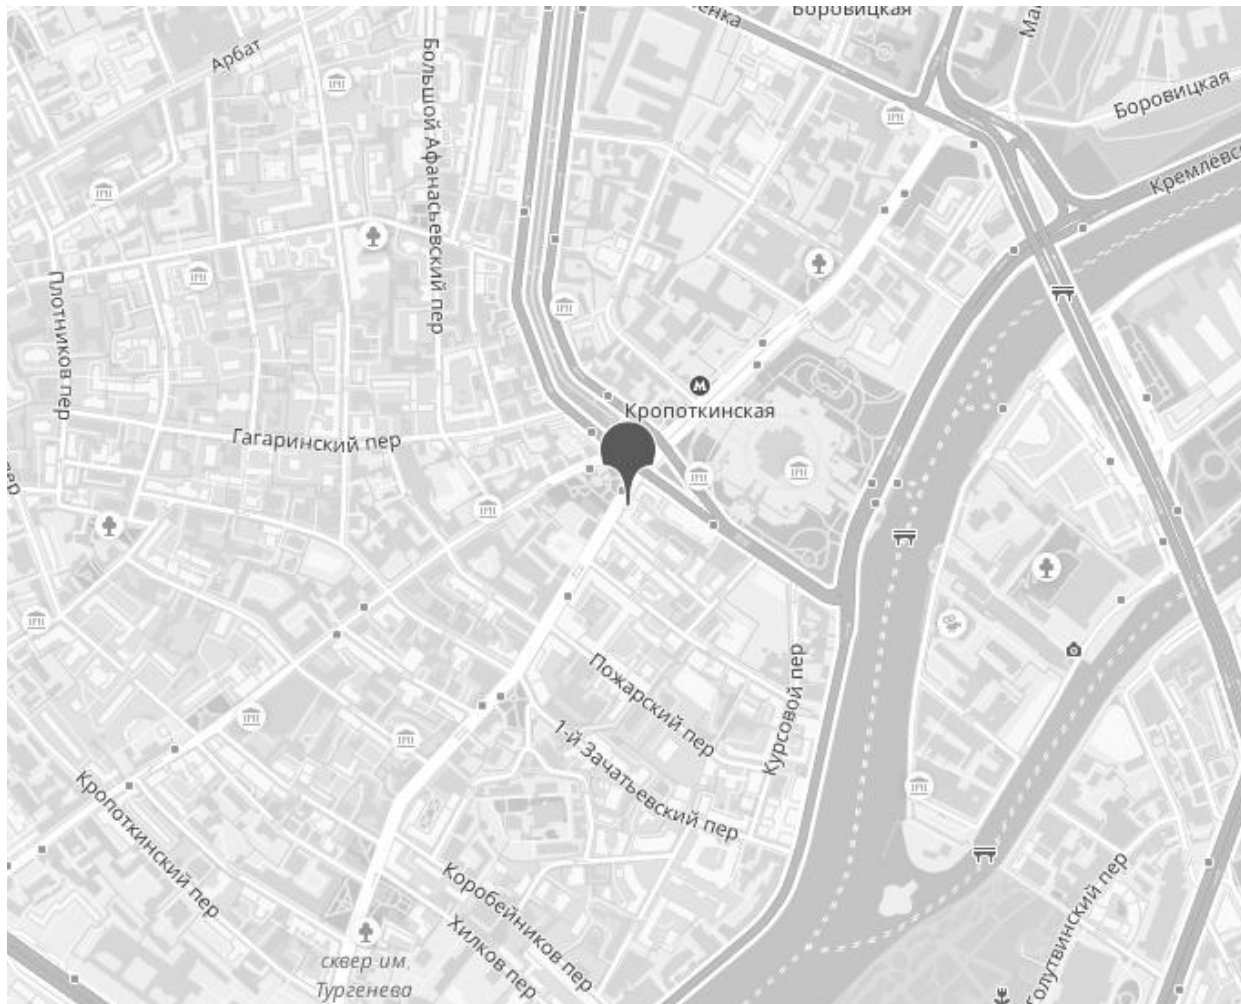 Боровицкая
Арбат
Большой Афанасьевский пер
Боровицкая
Плотников пер
Кропоткинская
Гагаринский пер
пер
Пожарский пер
Курсовой пер
1-й Зачатьевский пер
Кропоткинский пер
Коробейников пер
Хилков пер
Голутвинский пер
сквер им.
Тургенева